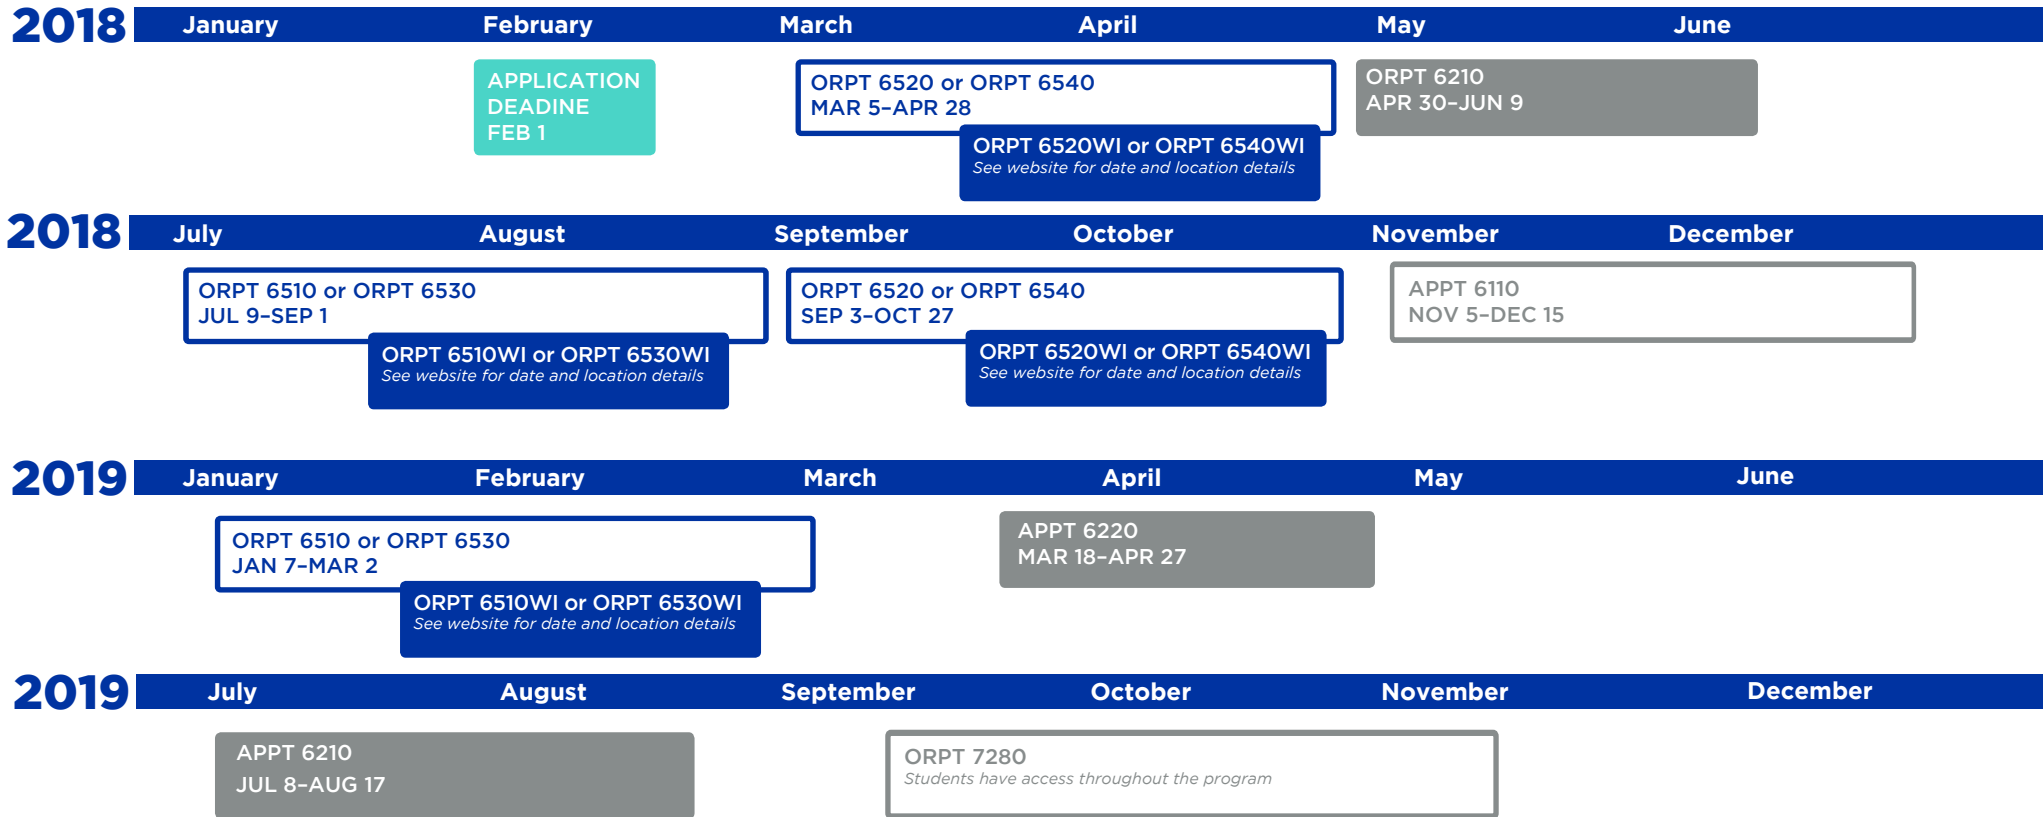 2018 January February March April May June
APPLICATION
DEADINE
FEB 1
ORPT 6520 or ORPT 6540
MAR 5–APR 28
ORPT 6520WI or ORPT 6540WI
See website for date and location details
ORPT 6210
APR 30–JUN 9
2018 July August September October November December
ORPT 6510 or ORPT 6530
JUL 9–SEP 1
ORPT 6510WI or ORPT 6530WI
See website for date and location details
ORPT 6520 or ORPT 6540
SEP 3–OCT 27
ORPT 6520WI or ORPT 6540WI
See website for date and location details
APPT 6110
NOV 5–DEC 15
2019 January February March April May June
ORPT 6510 or ORPT 6530
JAN 7–MAR 2
ORPT 6510WI or ORPT 6530WI
See website for date and location details
APPT 6220
MAR 18–APR 27
2019 July August September October November December
APPT 6210
JUL 8–AUG 17
ORPT 7280
Students have access throughout the program